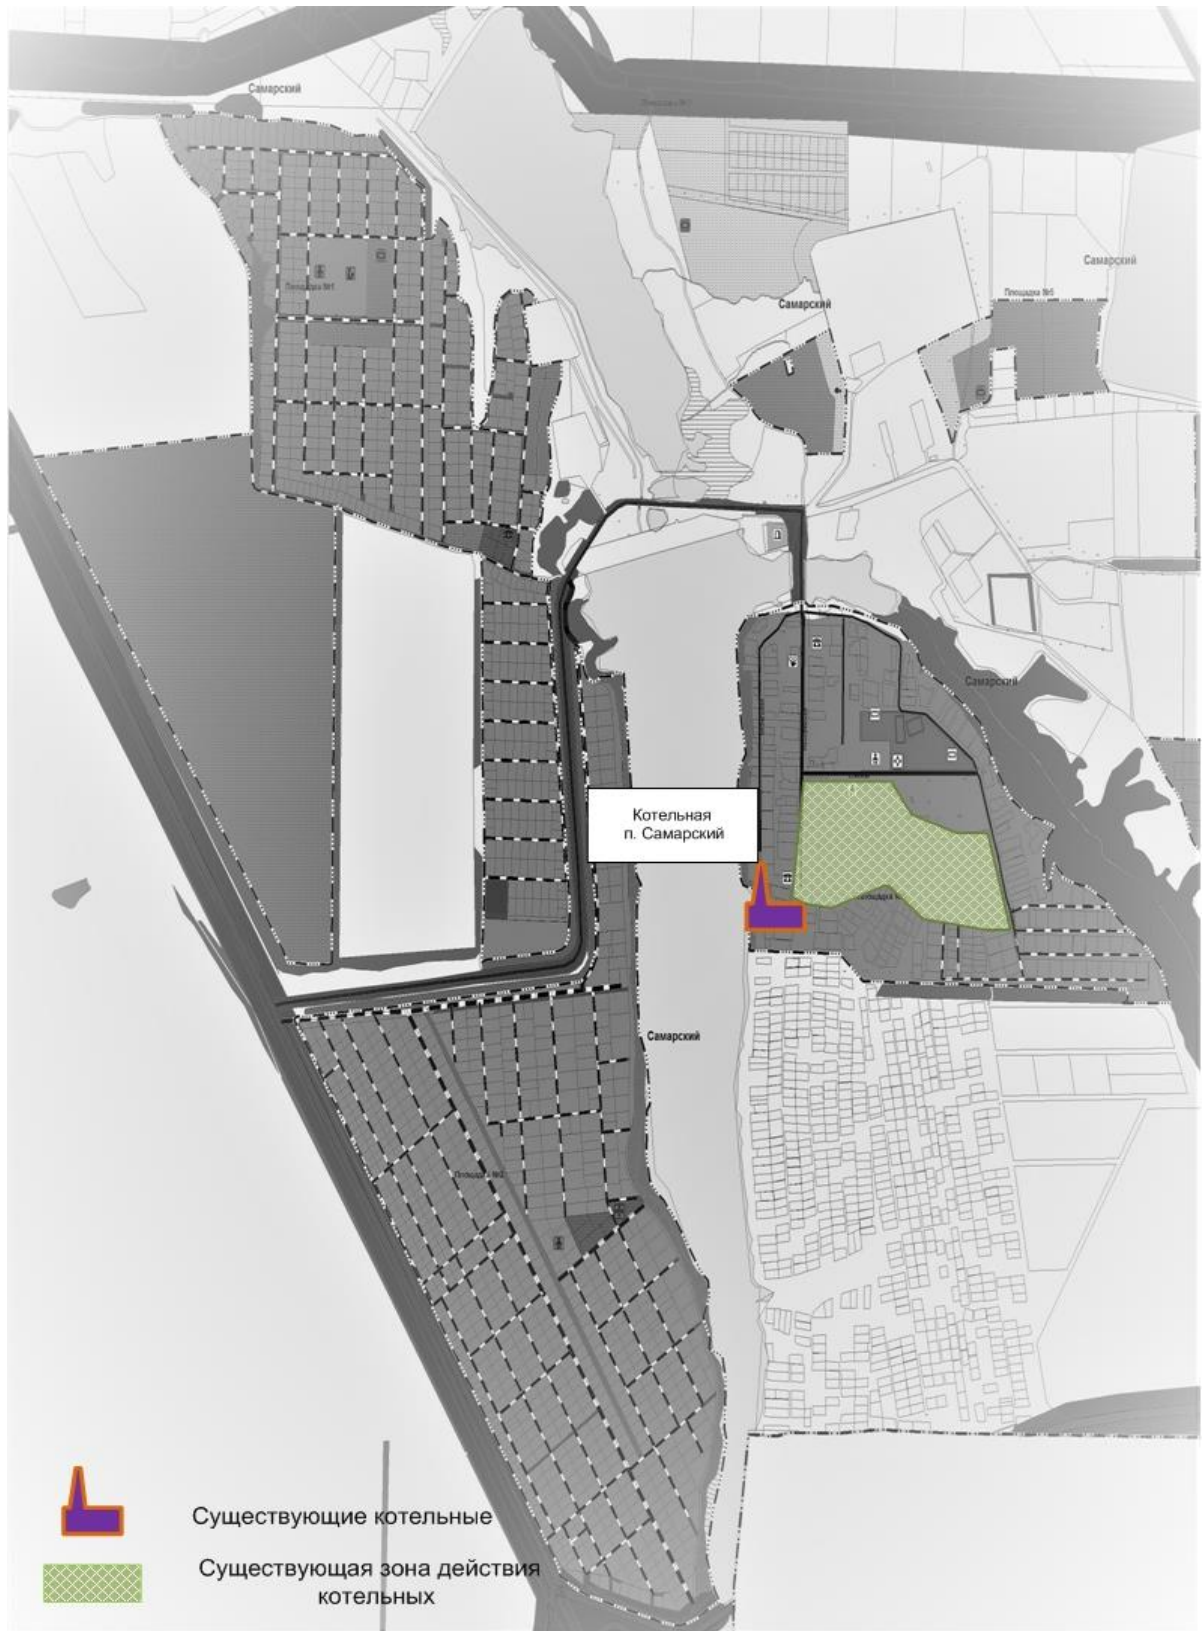 Самарский
Самарский
Площадка №5
Самарский
Площадка №1
Самарский
Котельная
п. Самарский
Самарский
Площадка №2
Существующие котельные
Существующая зона действия
котельных